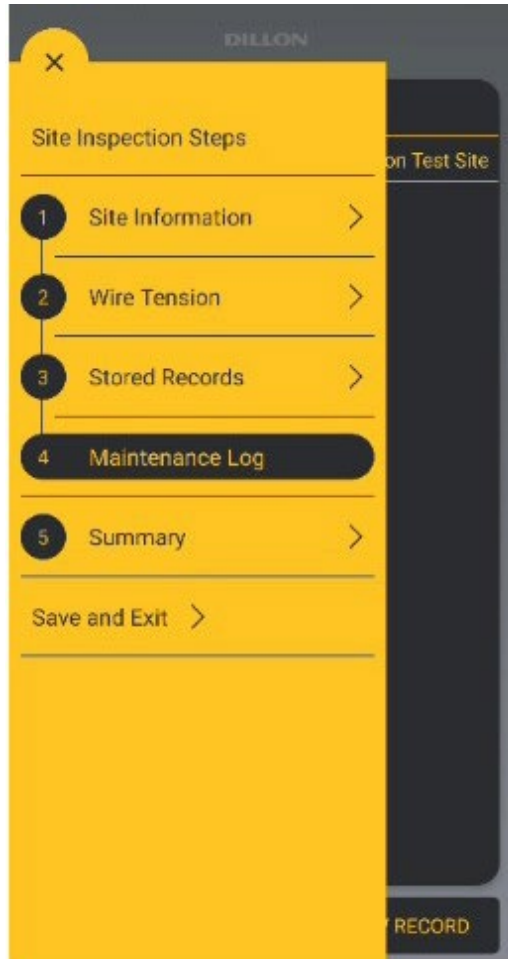 DILLON
Site Inspection Steps
on Test Site
1 Site Information
2 Wire Tension
3 Stored Records
4 Maintenance Log
5 Summary
Save and Exit
RECORD